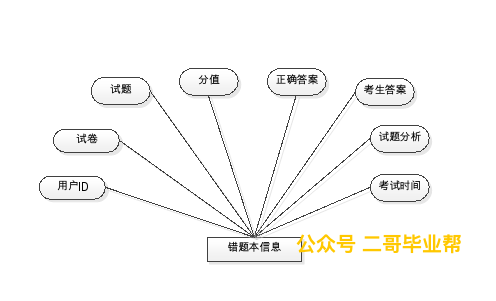 分值
正确答案
试题
考生答案
试卷
试题分析
用户ID
考试时间
错题本信息
公众号 二哥毕业帮